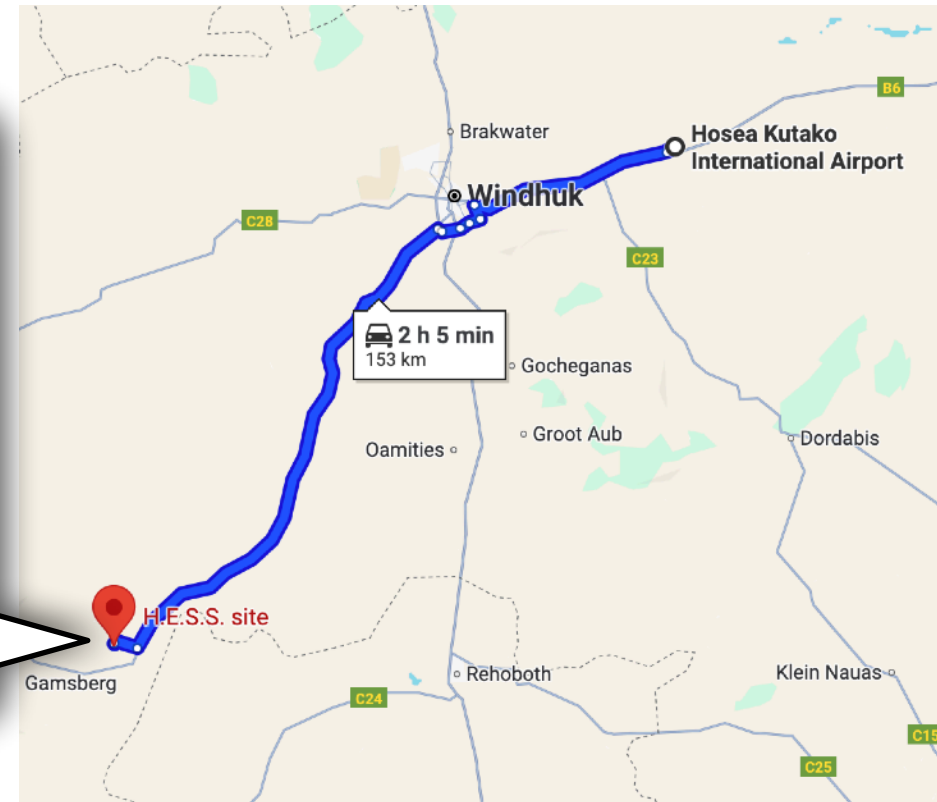 B6
Brakwater
Hosea Kutako
International Airport
Windhuk
C28
C23
2 h 5 min
153 km
Gocheganas
Groot Aub
Dordabis
Oamities
H.E.S.S. site
Gamsberg
Rehoboth
Klein Nauas
C24
C15
C25